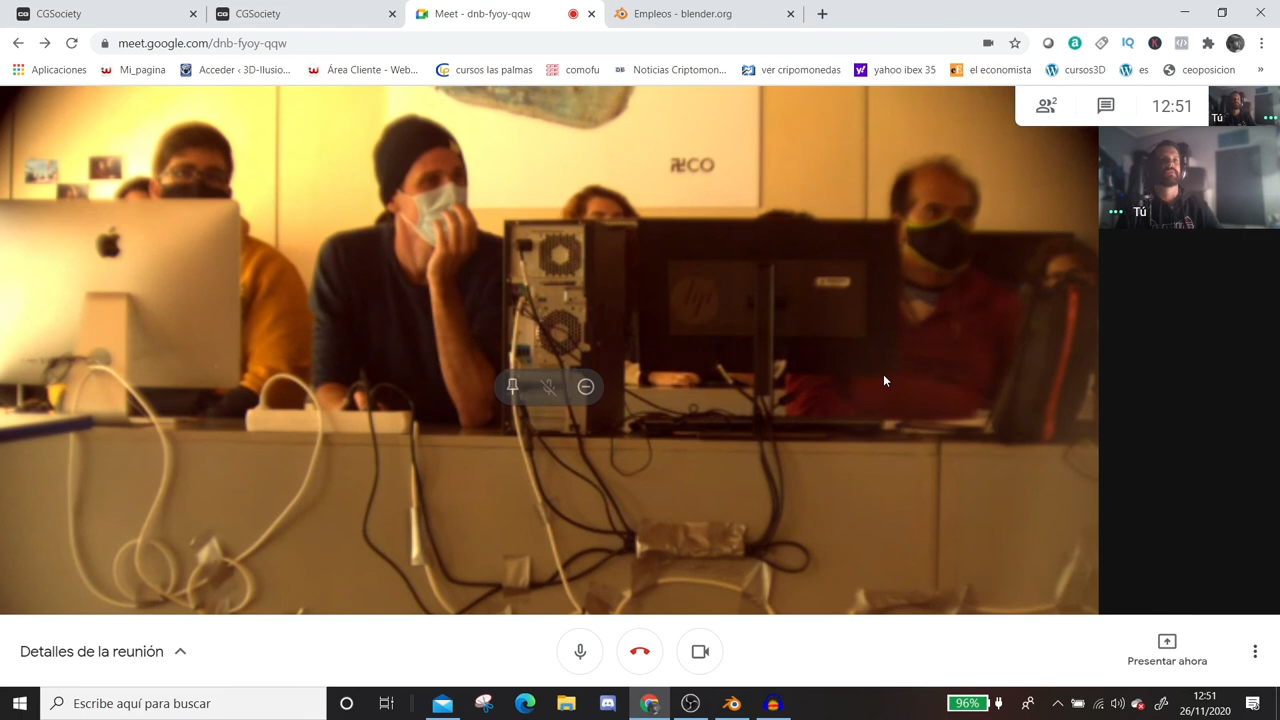 CGSociety
CGSociety
Meet - dnb-fyoy-qqw
Empleos - blender.org
meet.google.com/dnb-fyoy-qqw
Aplicaciones
Mi_pagina
Acceder ‹ 3D-Ilusio...
Área Cliente - Web...
cursos las palmas
comofu
Noticias Criptomon...
ver cripomonedas
yahoo ibex 35
el economista
cursos3D
es
ceoposicion
»
2
12:51
Tú
Tú
hp
Detalles de la reunión
Presentar ahora
Escribe aquí para buscar
96%
12:51
26/11/2020